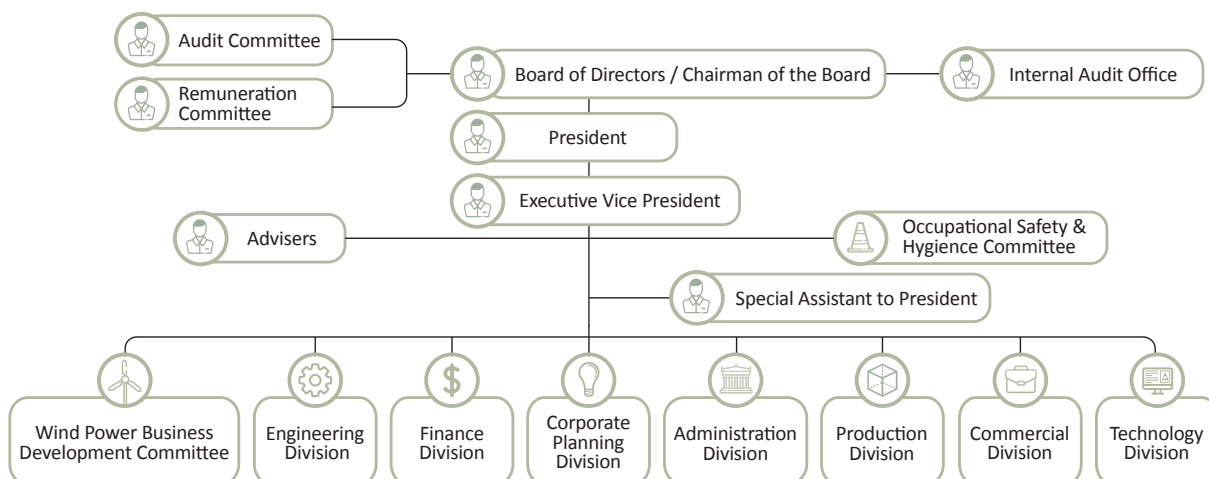 Audit Committee
Board of Directors / Chairman of the Board
Internal Audit Office
Remuneration
Committee
President
Executive Vice President
Advisers
Occupational Safety &
Hygience Committee
Special Assistant to President
Wind Power Business
Development Committee
Engineering
Division
Finance
Division
Corporate
Planning
Division
Administration
Division
Production
Division
Commercial
Division
Technology
Division